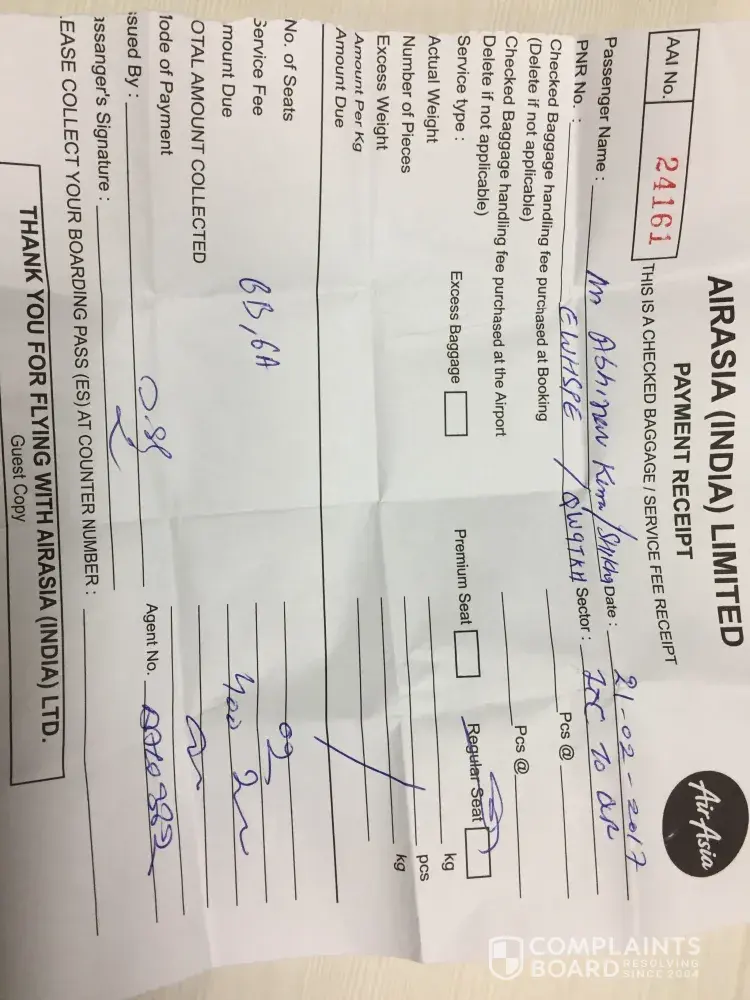 AIRASIA (INDIA) LIMITED
PAYMENT RECEIPT
AirAsia
AAI No. 24161 THIS IS A CHECKED BAGGAGE / SERVICE FEE RECEIPT
Passenger Name : Mr Abhinav Date : 21-02-2017
PNR No. : EWHSPE / QW9TKH Sector :
Checked Baggage handling fee purchased at Booking Pcs @
(Delete if not applicable)
Checked Baggage handling fee purchased at the Airport Pcs @
Delete if not applicable)
Service type : Excess Baggage Premium Seat Regular Seat
Actual Weight kg
Number of Pieces pcs
Excess Weight kg
Amount Per Kg
Amount Due
No. of Seats 02
Service Fee 400
mount Due
OTAL AMOUNT COLLECTED
lode of Payment
ssued By : Agent No.
assanger's Signature :
.EASE COLLECT YOUR BOARDING PASS (ES) AT COUNTER NUMBER :
THANK YOU FOR FLYING WITH AIRASIA (INDIA) LTD.
Guest Copy
COMPLAINTS
BOARD RESOLVING SINCE 2004